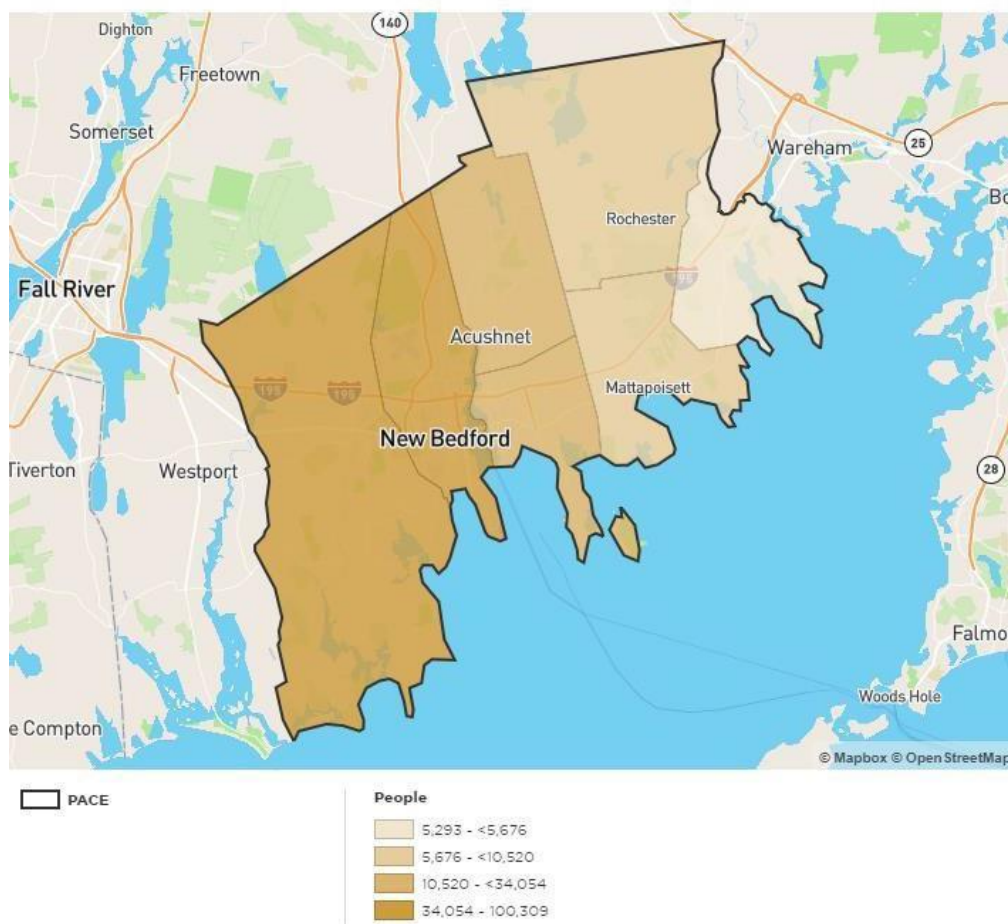 140
Dighton
Freetown
Somerset
Wareham
25
Rochester
195
Fall River
Acushnet
195
195
Mattapoisett
New Bedford
Tiverton
Westport
28
Falmo
Woods Hole
e Compton
© Mapbox © OpenStreetMap
PACE
People
5,293 - <5,676
5,676 - <10,520
10,520 - <34,054
34,054 - 100,309